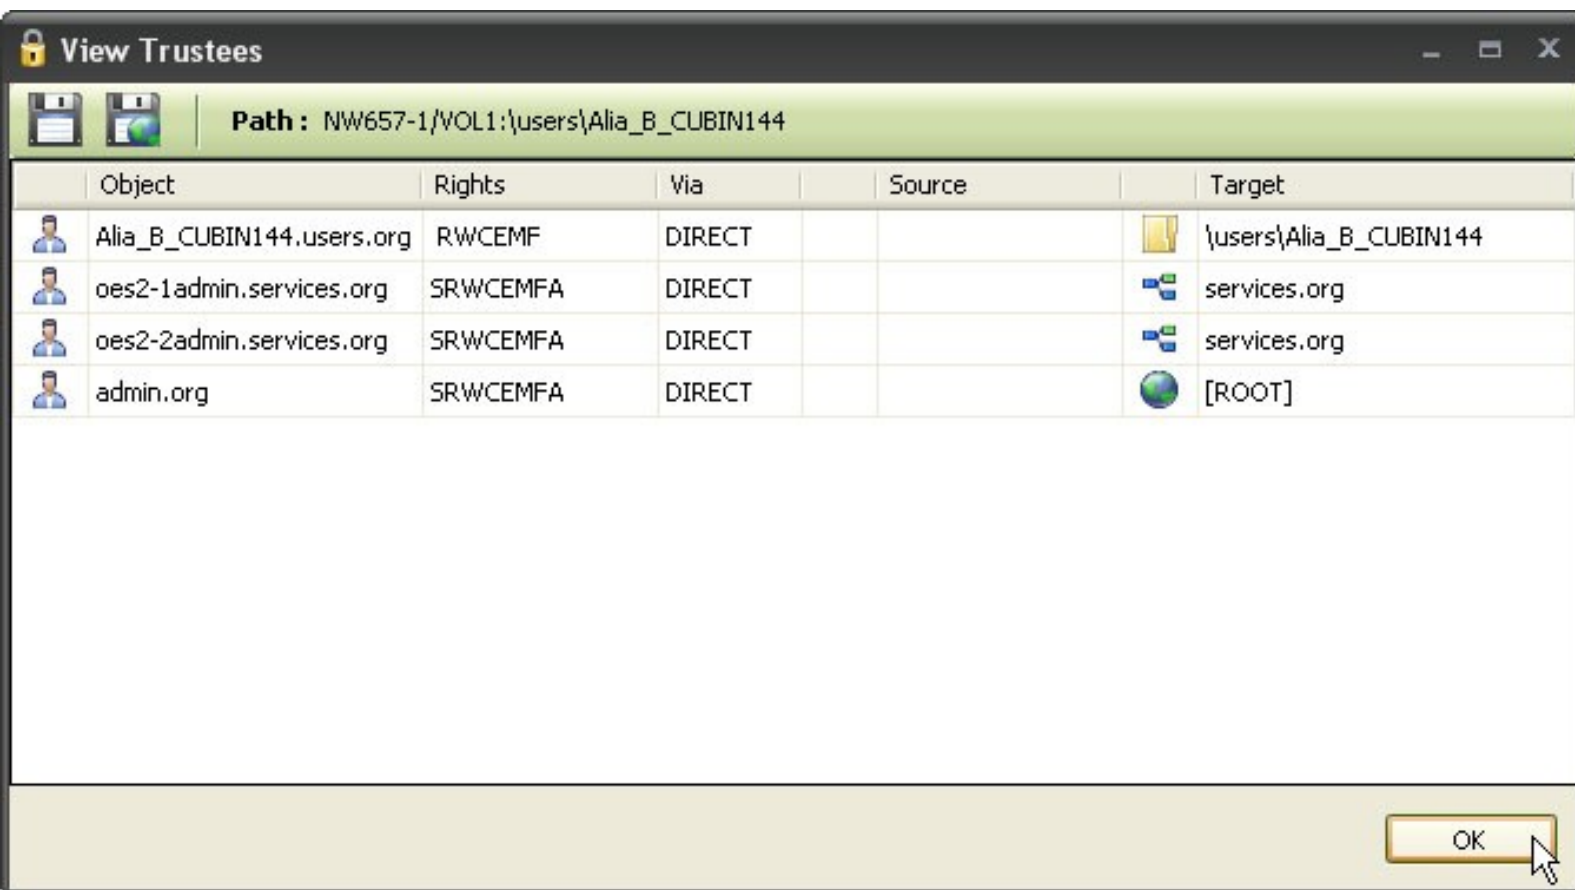 View Trustees
Path : NW657-1/VOL1:\users\Alia_B_CUBIN144
Object Rights Via Source Target
Alia_B_CUBIN144.users.org RWCEMF DIRECT \users\Alia_B_CUBIN144
oes2-1admin.services.org SRWCEMFA DIRECT services.org
oes2-2admin.services.org SRWCEMFA DIRECT services.org
admin.org SRWCEMFA DIRECT [ROOT]
OK